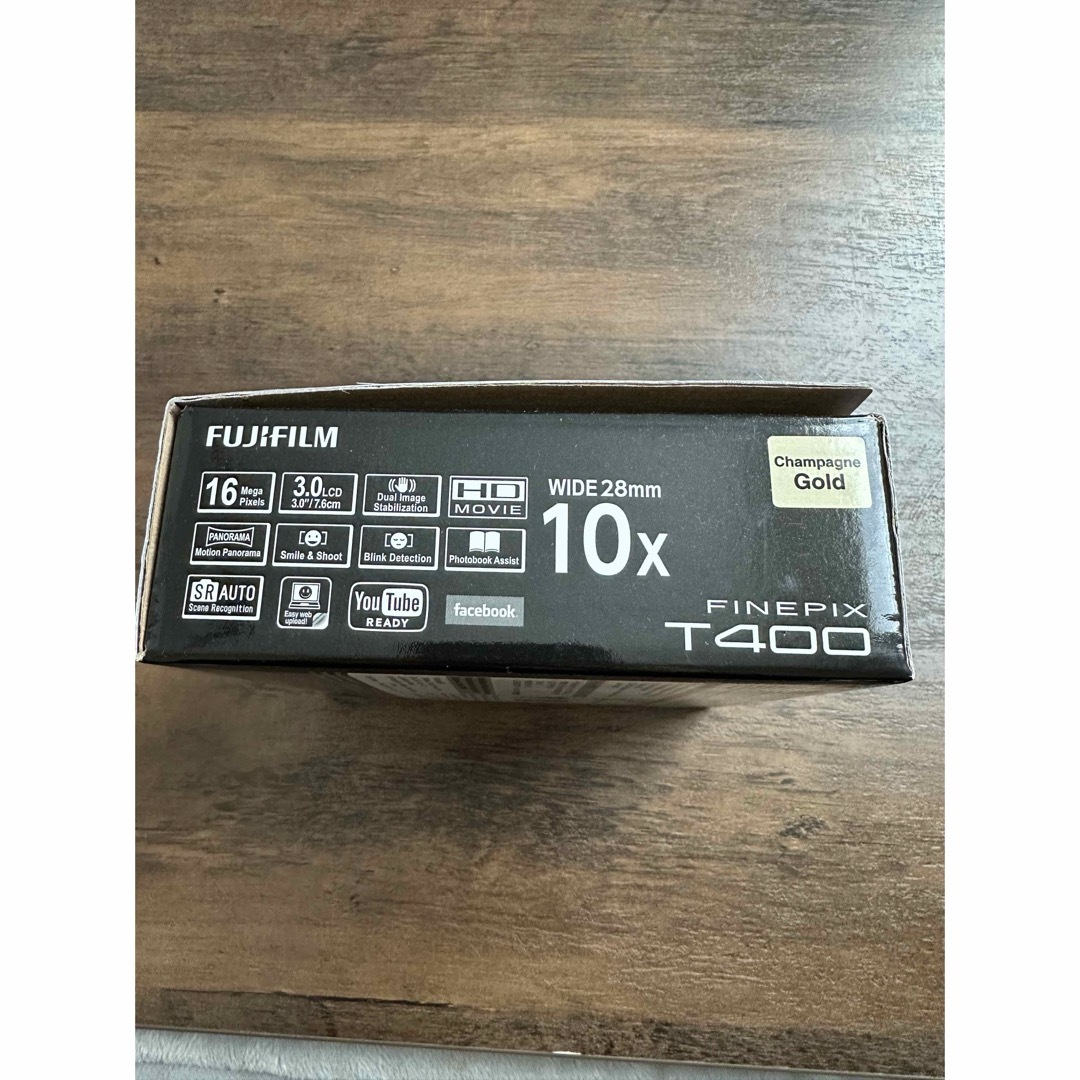 FUJIFILM
Champagne
Gold
16 Mega Pixels
3.0 LCD
3.0"/7.6cm
Dual Image
Stabilization
HD
MOVIE
WIDE 28mm
10x
PANORAMA
Motion Panorama
Smile & Shoot
Blink Detection
Photobook Assist
SR AUTO
Scene Recognition
Easy web
upload!
YouTube
READY
facebook
FINEPIX
T400